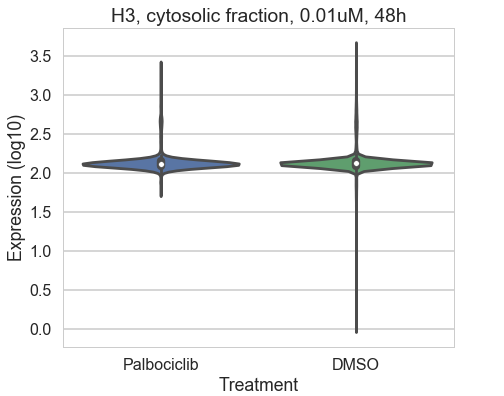 H3, cytosolic fraction, 0.01uM, 48h
Expression (log10)
3.5
3.0
2.5
2.0
1.5
1.0
0.5
0.0
Palbociclib DMSO
Treatment